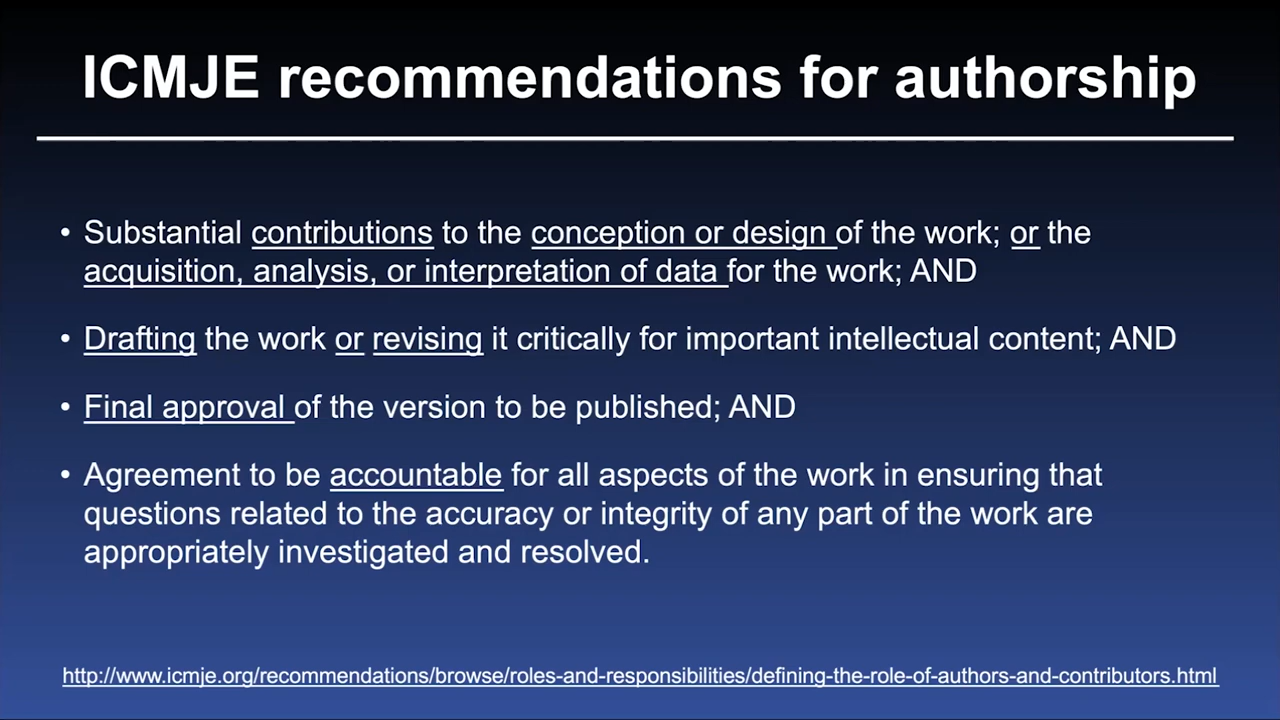 ICMJE recommendations for authorship
• Substantial contributions to the conception or design of the work; or the
acquisition, analysis, or interpretation of data for the work; AND
• Drafting the work or revising it critically for important intellectual content; AND
• Final approval of the version to be published; AND
• Agreement to be accountable for all aspects of the work in ensuring that
questions related to the accuracy or integrity of any part of the work are
appropriately investigated and resolved.
http://www.icmje.org/recommendations/browse/roles-and-responsibilities/defining-the-role-of-authors-and-contributors.html